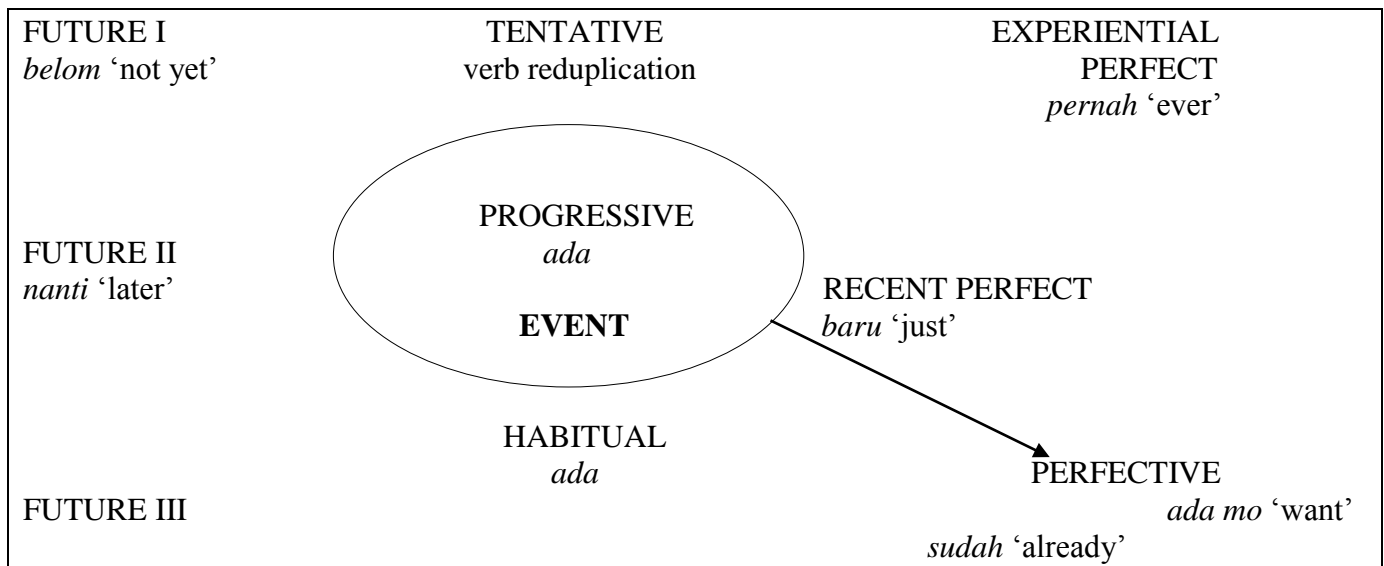 FUTURE I TENTATIVE EXPERIENTIAL
belom ‘not yet’ verb reduplication PERFECT
pernah ‘ever’
PROGRESSIVE
FUTURE II ada
nanti ‘later’ RECENT PERFECT
EVENT baru ‘just’
HABITUAL
ada PERFECTIVE
FUTURE III ada mo ‘want’
sudah ‘already’